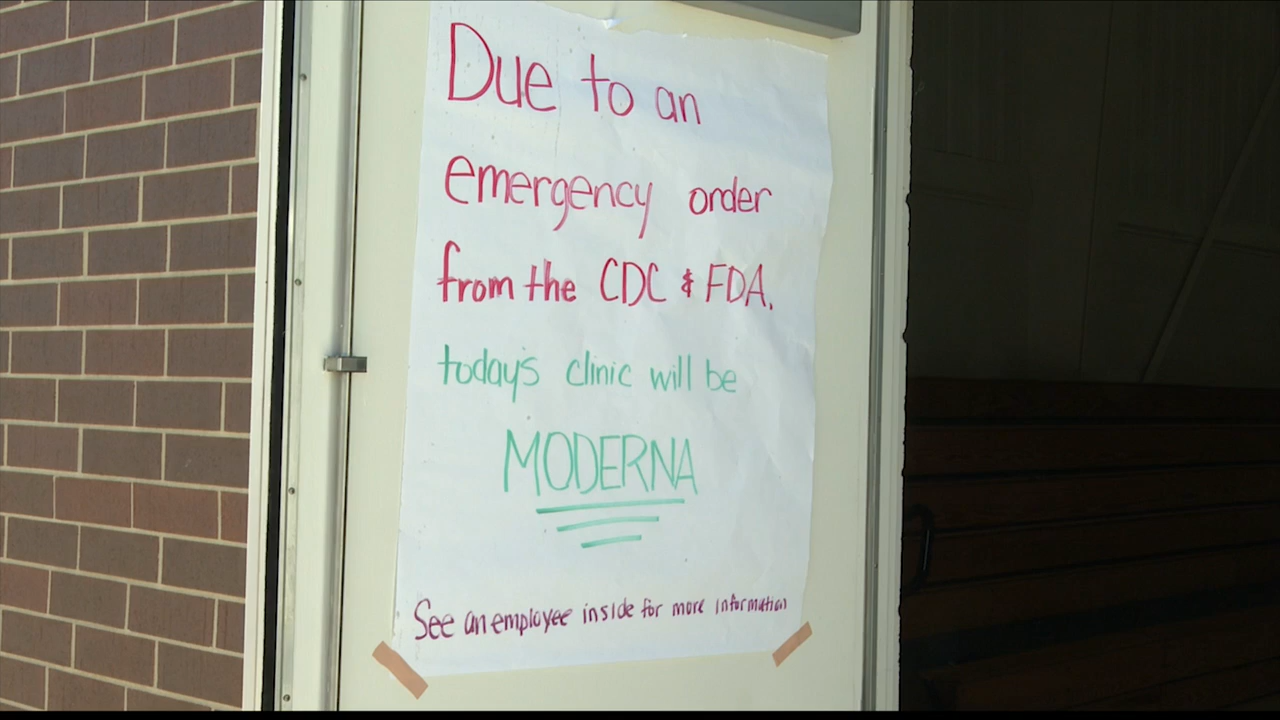 Due to an
emergency order
from the CDC & FDA.
today's clinic will be
MODERNA
See an employee inside for more information